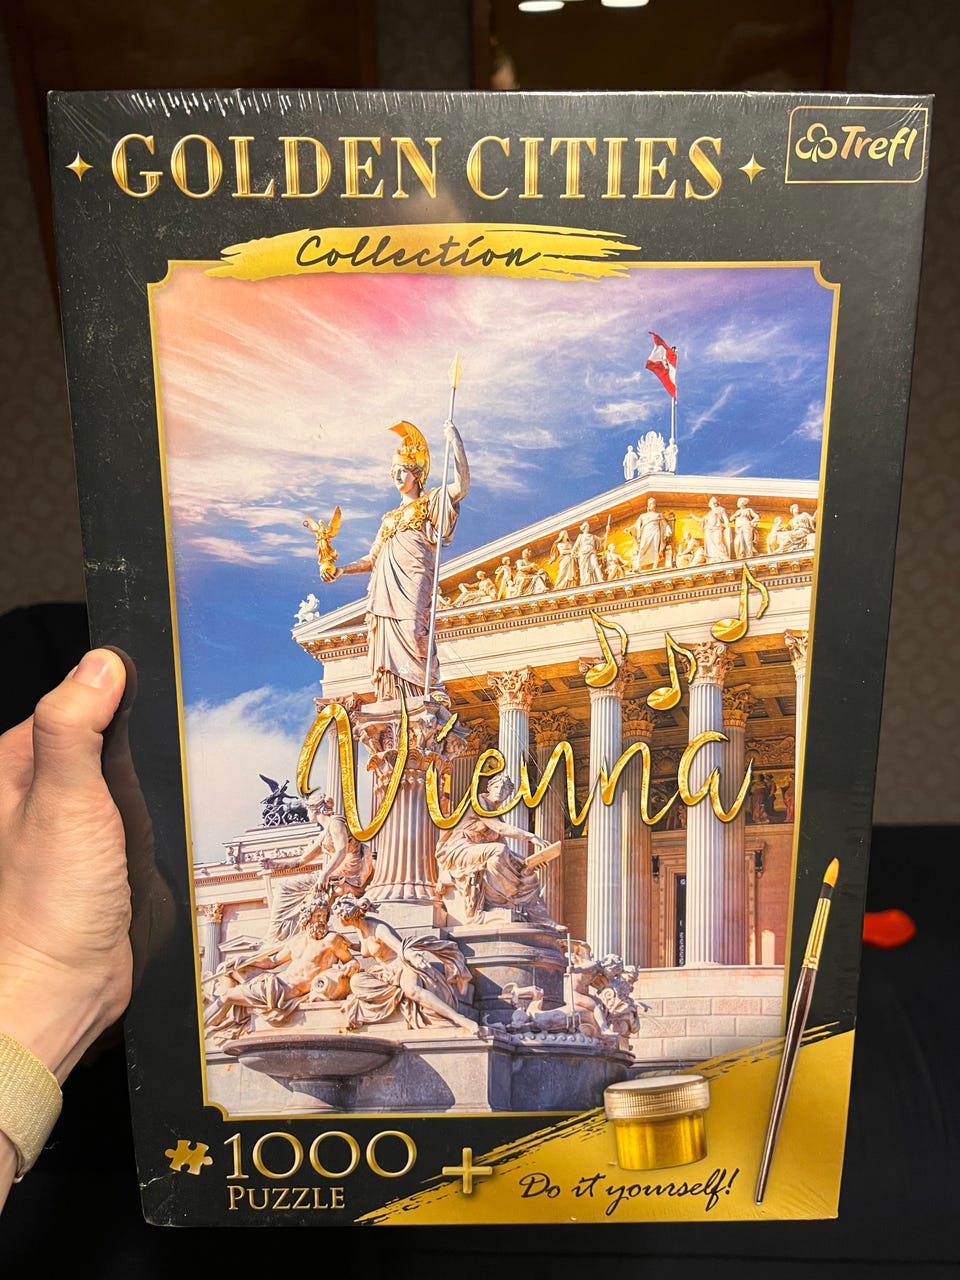 GOLDEN CITIES
Trefl
Collection
Vienna
1000
PUZZLE
+
Do it yourself!